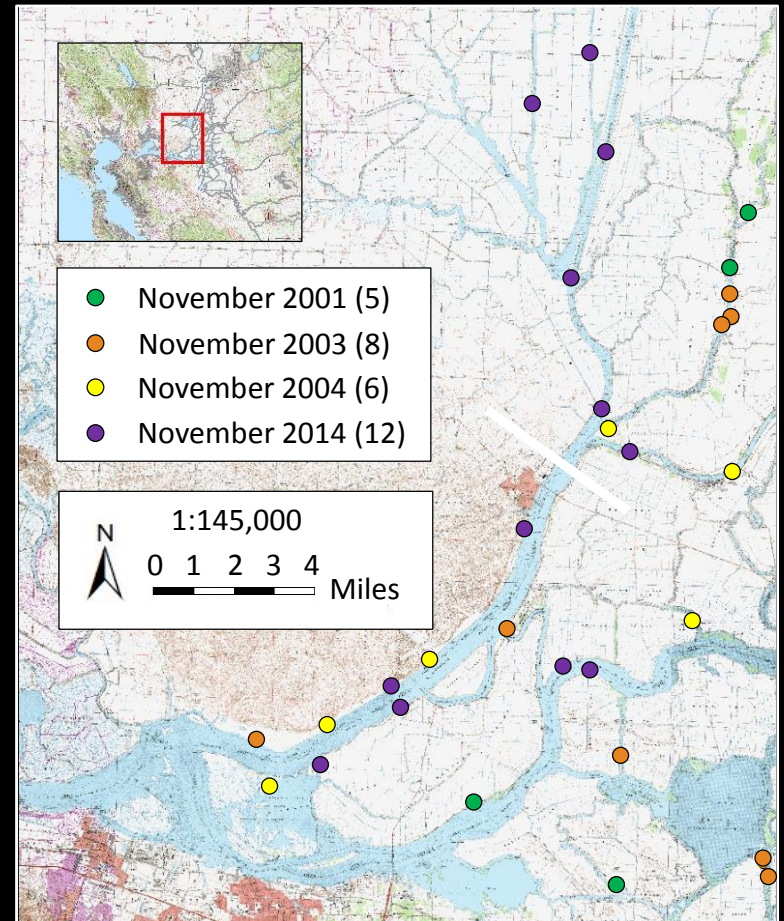 November 2001 (5)
November 2003 (8)
November 2004 (6)
November 2014 (12)
N
1:145,000
0 1 2 3 4
Miles